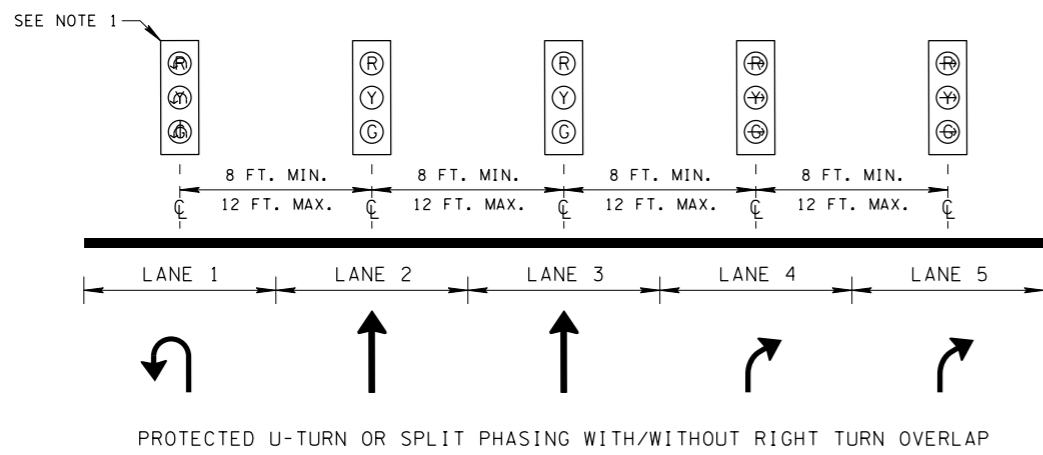 SEE NOTE 1
R R R R R
Y Y Y Y Y
G G G G G
8 FT. MIN. 8 FT. MIN. 8 FT. MIN. 8 FT. MIN.
℄ 12 FT. MAX. ℄ 12 FT. MAX. ℄ 12 FT. MAX. ℄ 12 FT. MAX. ℄
LANE 1 LANE 2 LANE 3 LANE 4 LANE 5
PROTECTED U-TURN OR SPLIT PHASING WITH/WITHOUT RIGHT TURN OVERLAP